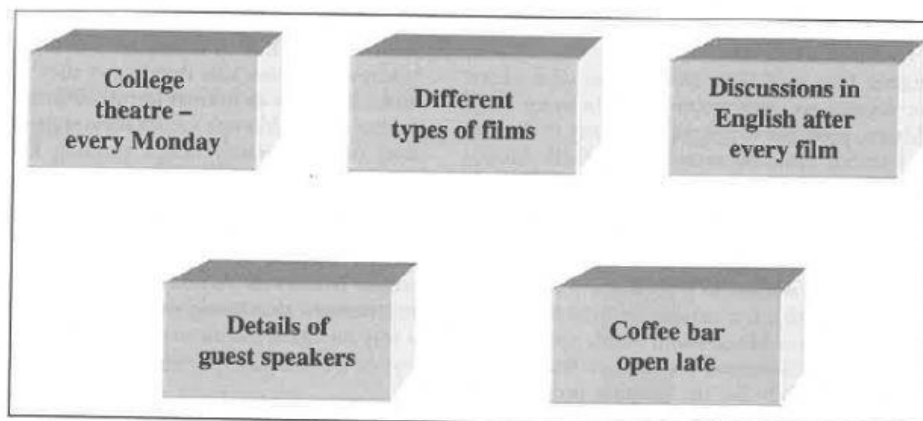 College
theatre –
every Monday
Different
types of films
Discussions in
English after
every film
Details of
guest speakers
Coffee bar
open late